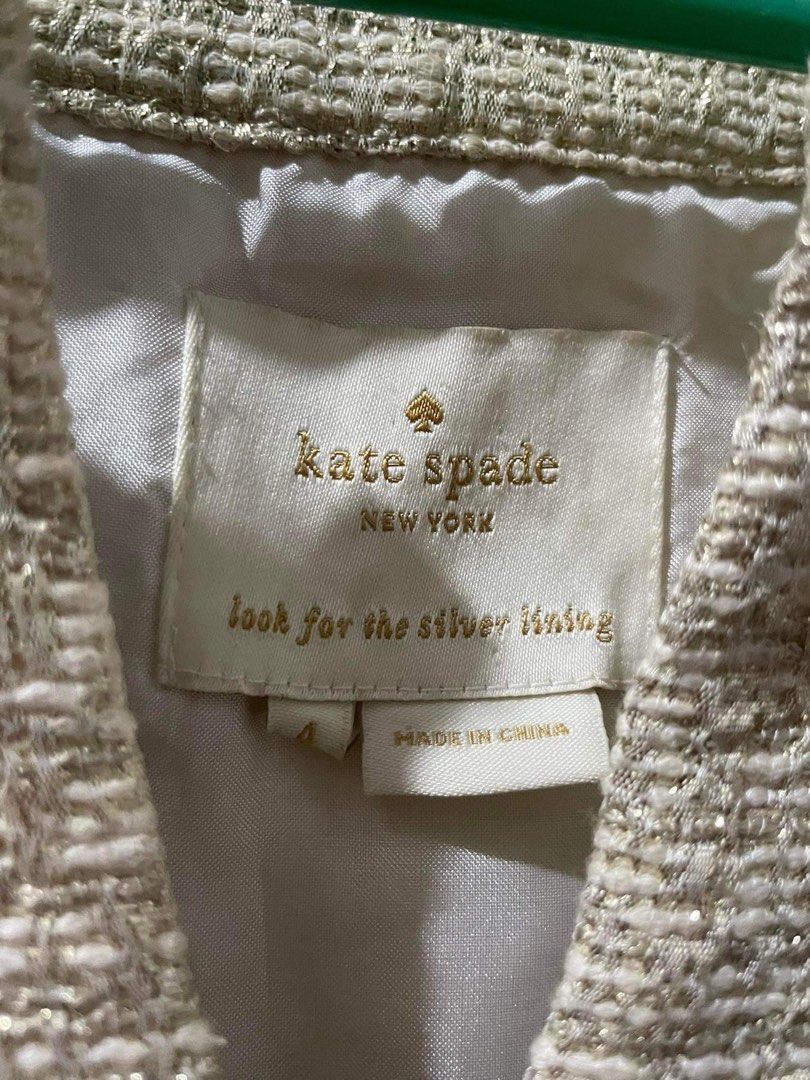 kate spade
NEW YORK
look for the silver lining
4
MADE IN CHINA